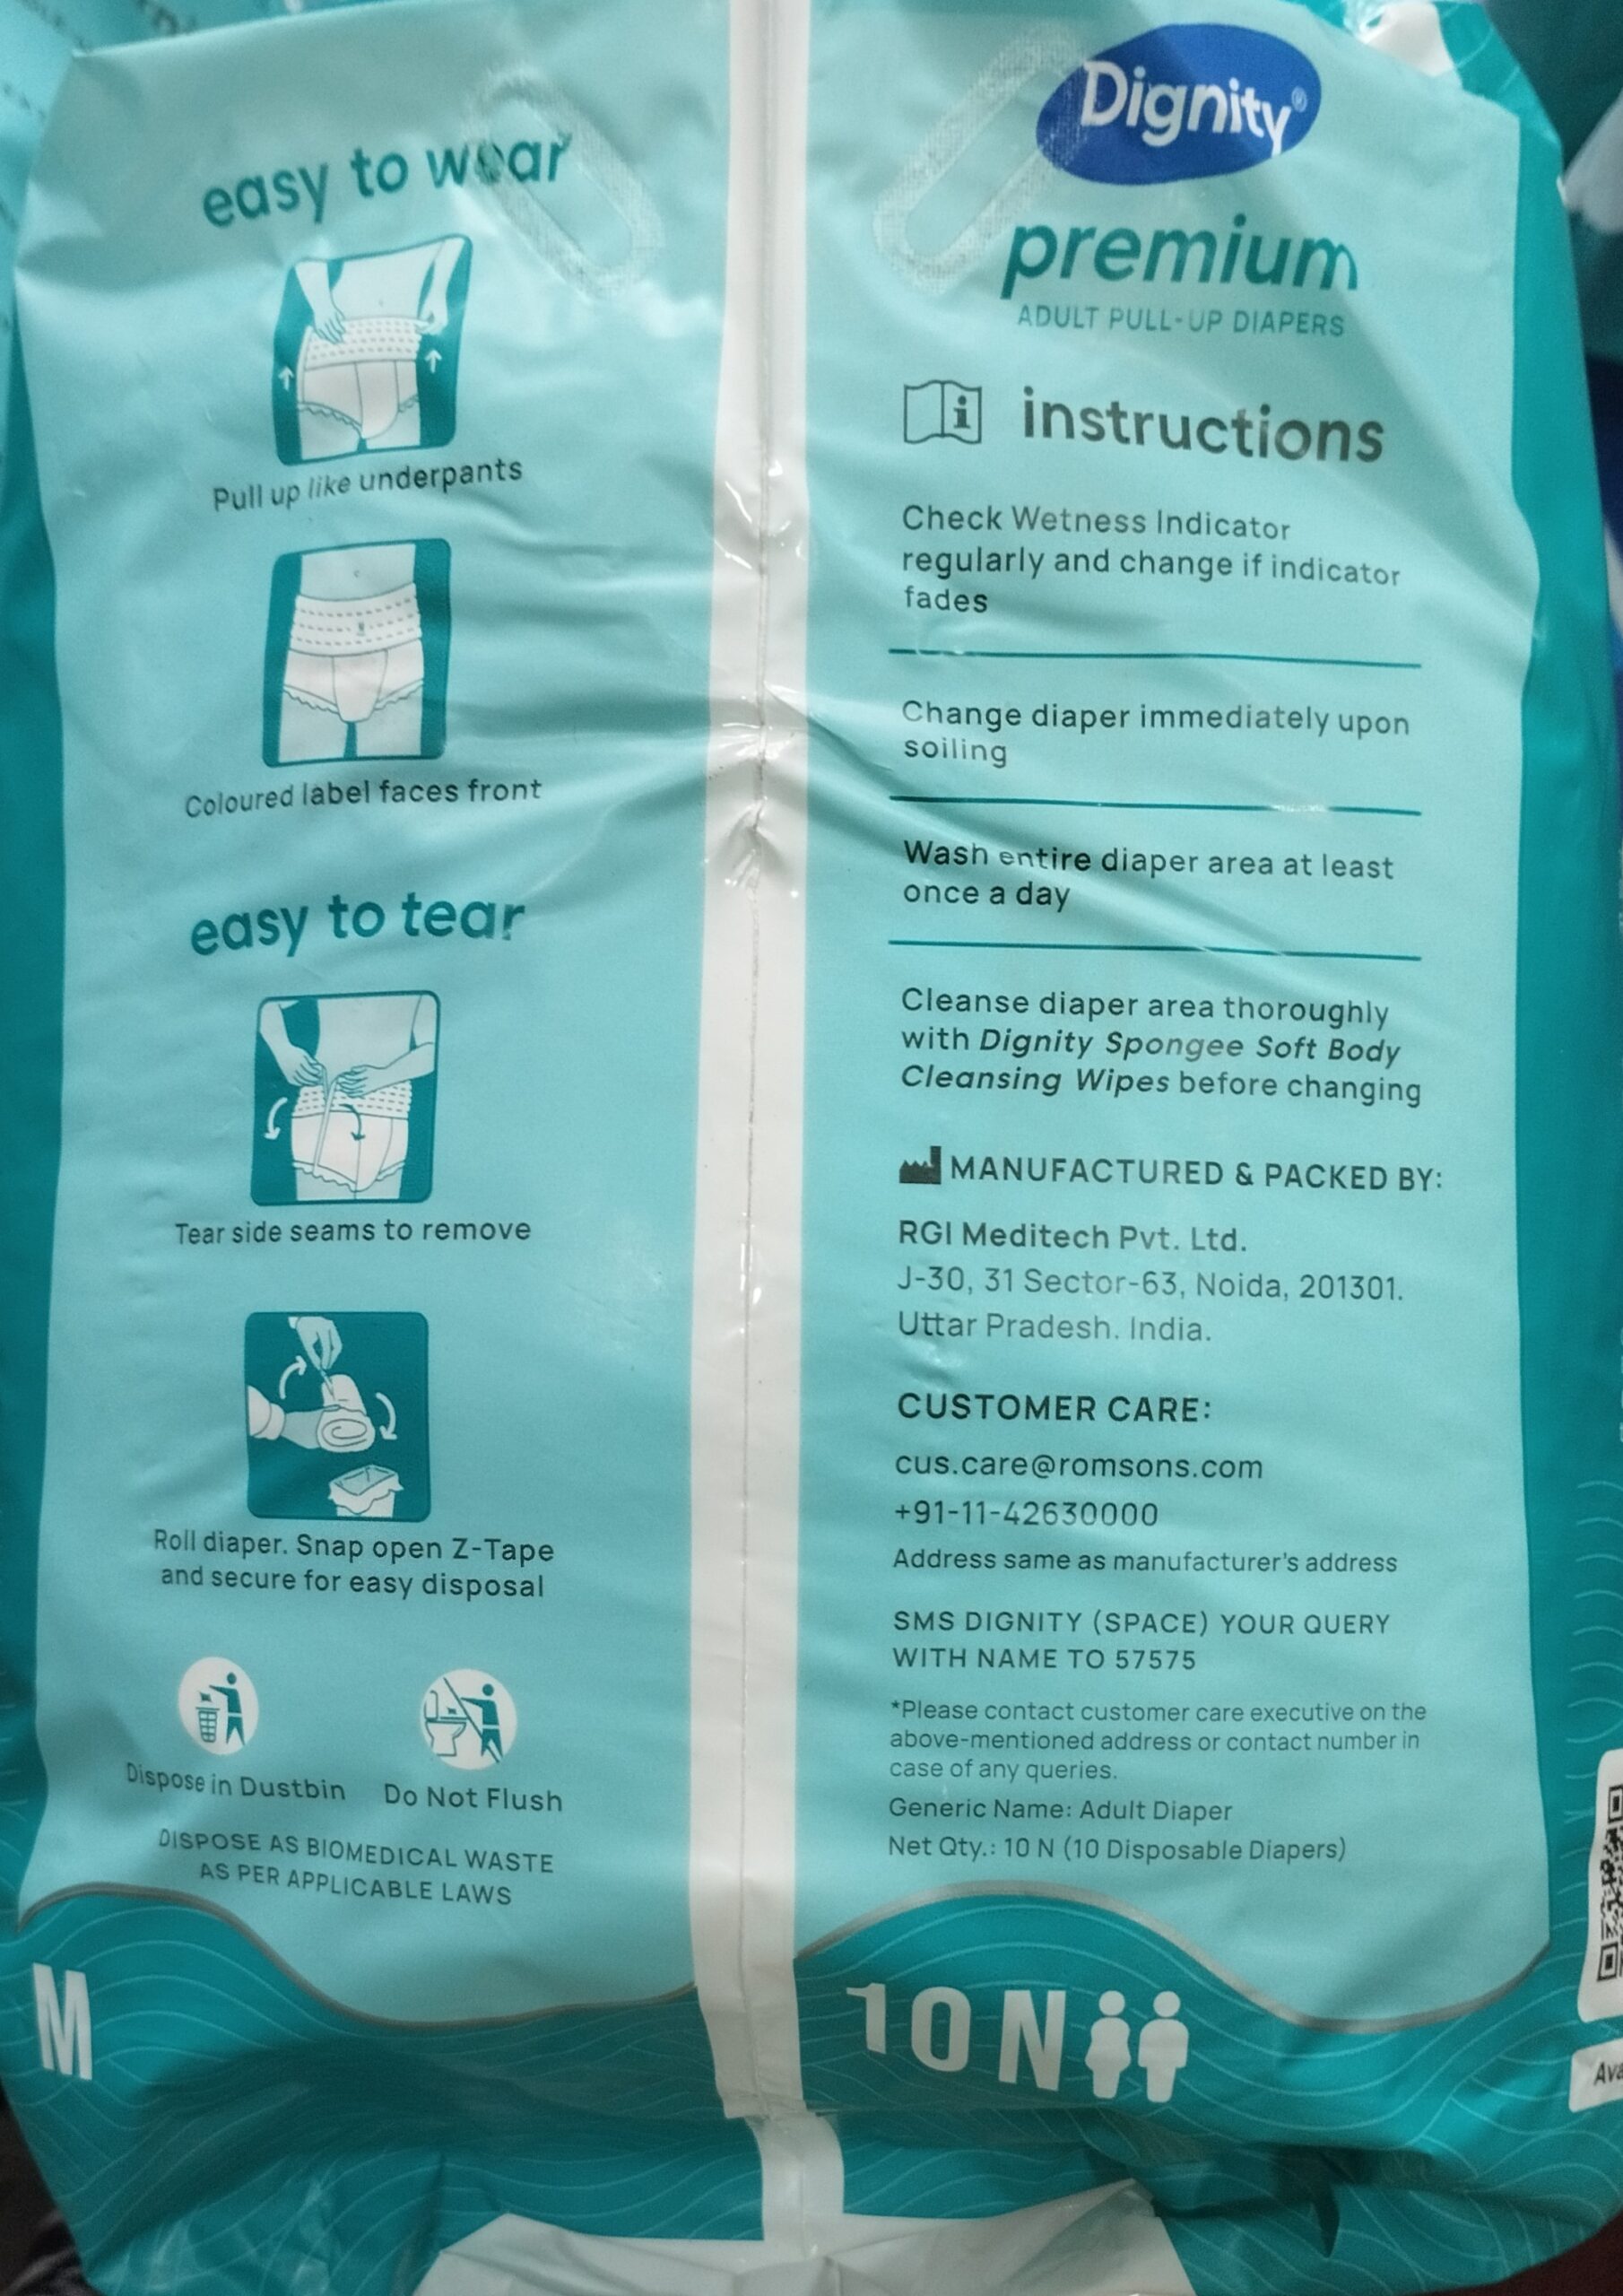 easy to wear
Pull up like underpants
Coloured label faces front
easy to tear
Tear side seams to remove
Roll diaper. Snap open Z-Tape
and secure for easy disposal
Dispose in Dustbin
Do Not Flush
DISPOSE AS BIOMEDICAL WASTE
AS PER APPLICABLE LAWS
M
Dignity®
premium
ADULT PULL-UP DIAPERS
i instructions
Check Wetness Indicator
regularly and change if indicator
fades
Change diaper immediately upon
soiling
Wash entire diaper area at least
once a day
Cleanse diaper area thoroughly
with Dignity Spongee Soft Body
Cleansing Wipes before changing
MANUFACTURED & PACKED BY:
RGI Meditech Pvt. Ltd.
J-30, 31 Sector-63, Noida, 201301.
Uttar Pradesh. India.
CUSTOMER CARE:
cus.care@romsons.com
+91-11-42630000
Address same as manufacturer's address
SMS DIGNITY (SPACE) YOUR QUERY
WITH NAME TO 57575
*Please contact customer care executive on the
above-mentioned address or contact number in
case of any queries.
Generic Name: Adult Diaper
Net Qty.: 10 N (10 Disposable Diapers)
10 N